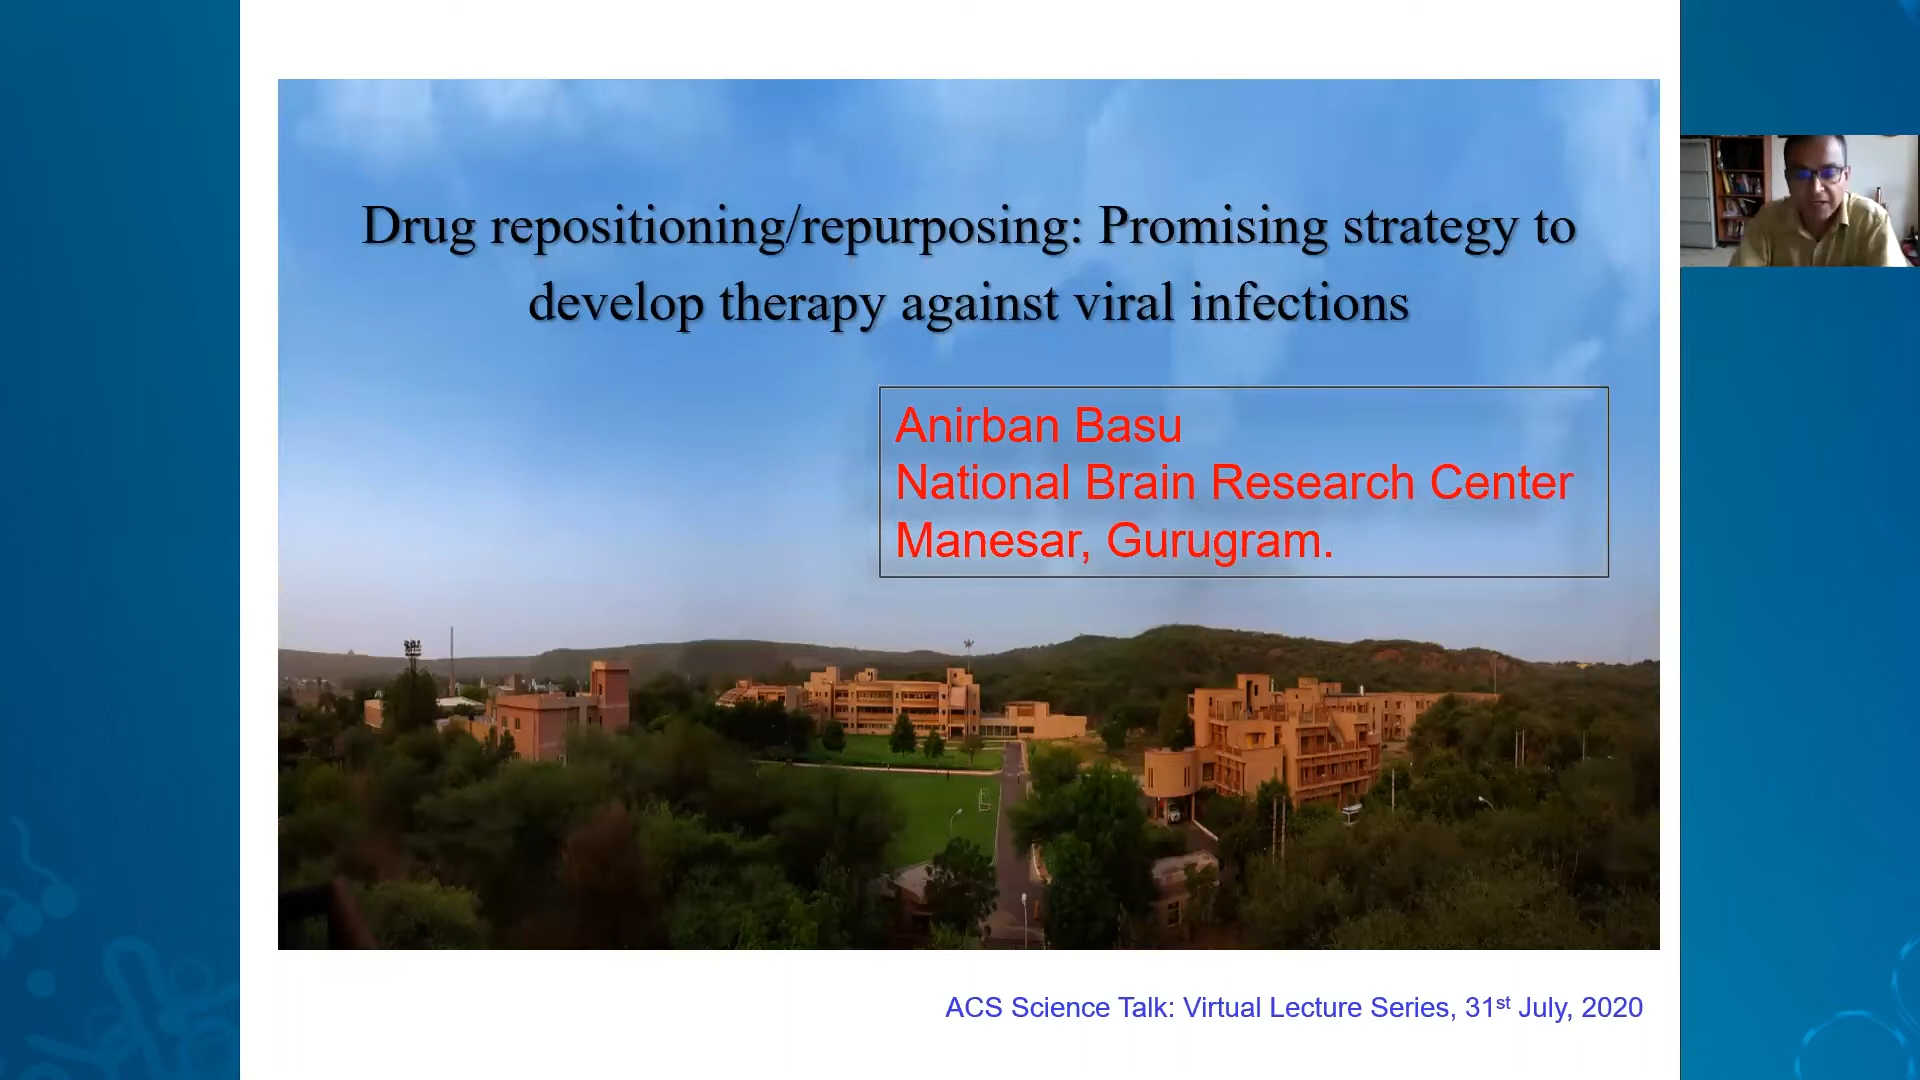 Drug repositioning/repurposing: Promising strategy to
develop therapy against viral infections
Anirban Basu
National Brain Research Center
Manesar, Gurugram.
ACS Science Talk: Virtual Lecture Series, 31st July, 2020